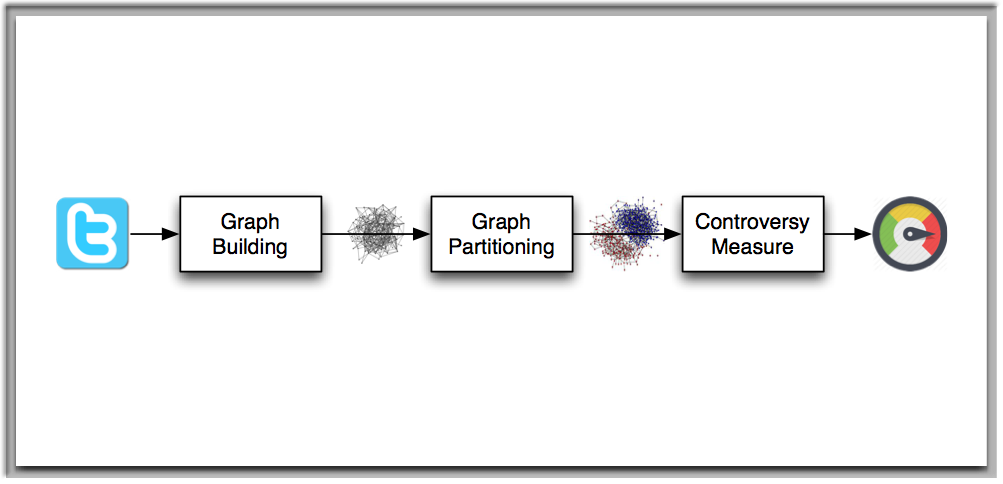 Graph
Building
Graph
Partitioning
Controversy
Measure